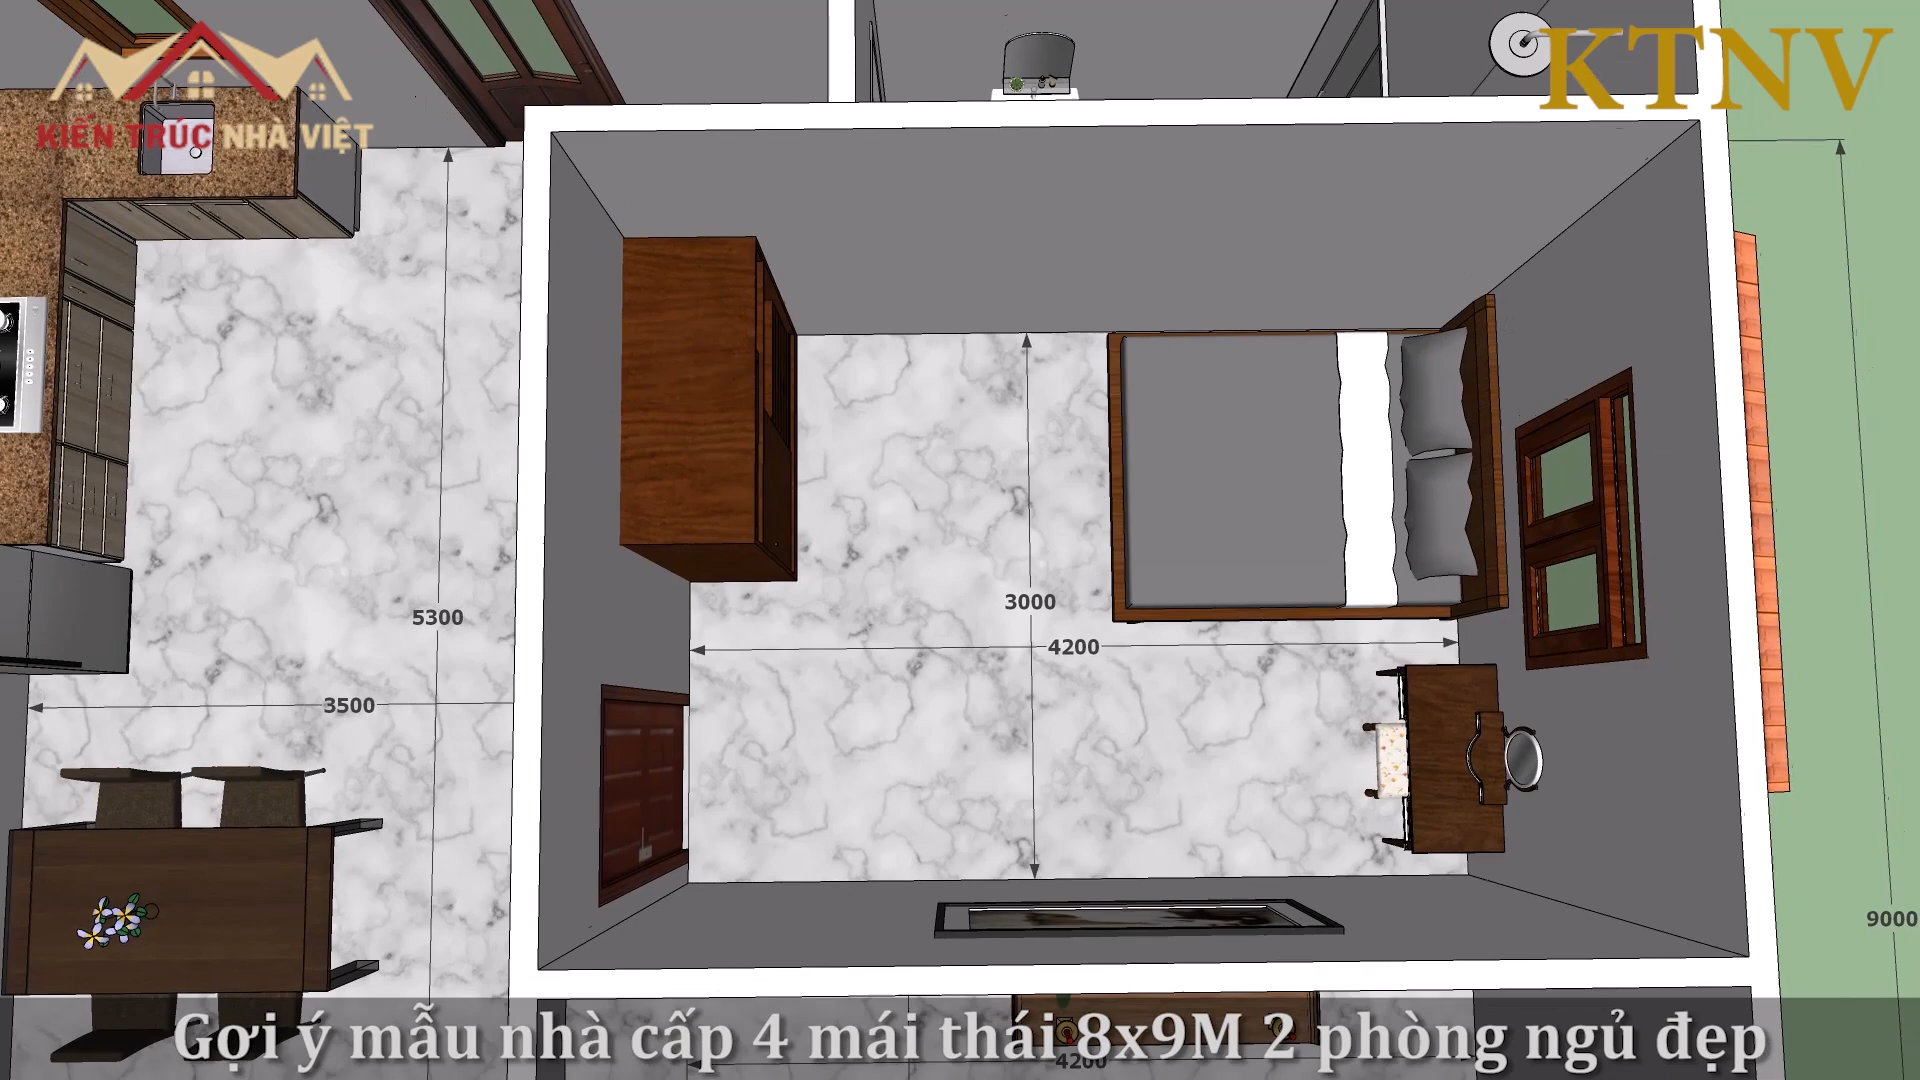 KTNV
KIẾN TRÚC NHÀ VIỆT
5300
3000
4200
3500
9000
Gợi ý mẫu nhà cấp 4 mái thái 8x9M 2 phòng ngủ đẹp
4200